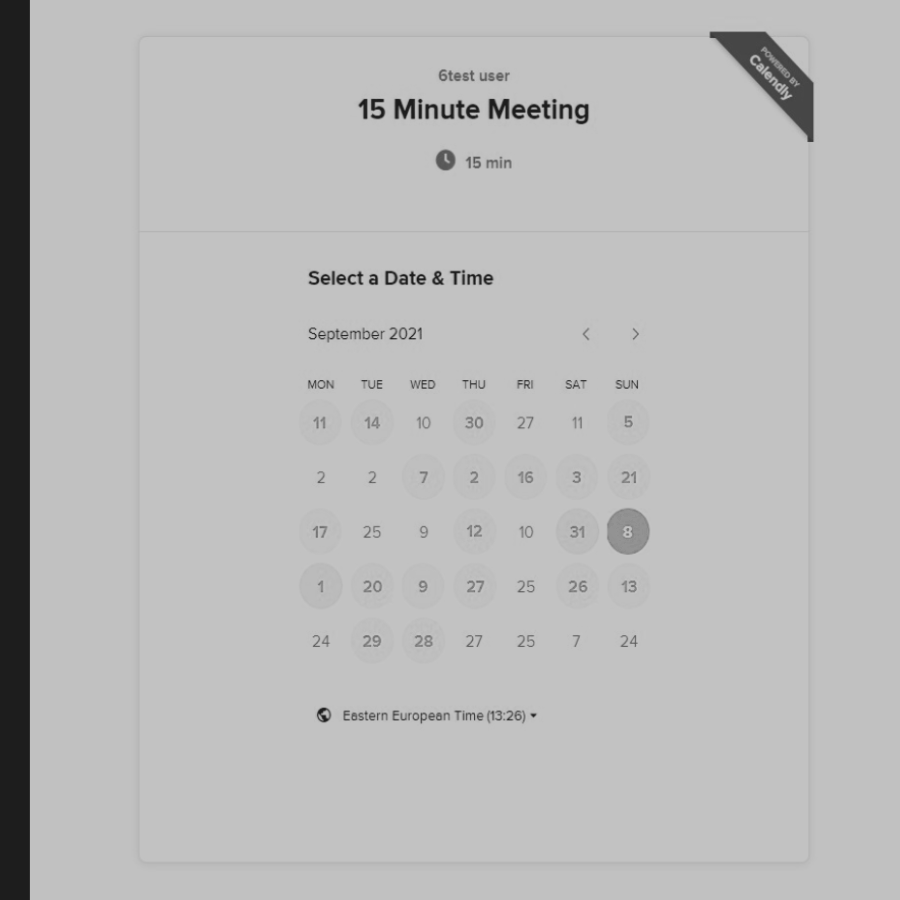 POWERED BY
Calendly
6test user
15 Minute Meeting
15 min
Select a Date & Time
September 2021
MON TUE WED THU FRI SAT SUN
11 14 10 30 27 11 5
2 2 7 2 16 3 21
17 25 9 12 10 31 8
1 20 9 27 25 26 13
24 29 28 27 25 7 24
Eastern European Time (13:26)